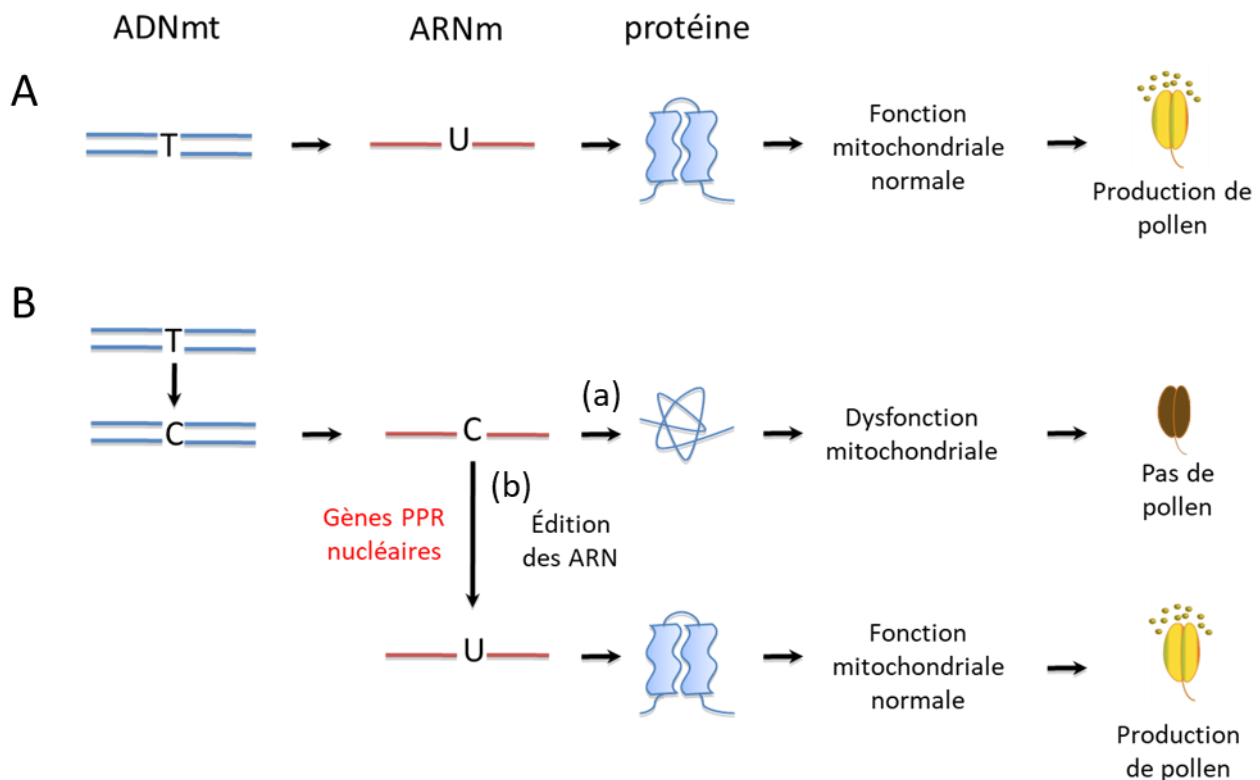 ADNmt
ARNm
protéine
A
T
U
Fonction
mitochondriale
normale
Production de
pollen
B
T
C
C
(a)
Dysfonction
mitochondriale
Pas de
pollen
(b)
Gènes PPR
nucléaires
Édition
des ARN
U
Fonction
mitochondriale
normale
Production
de pollen